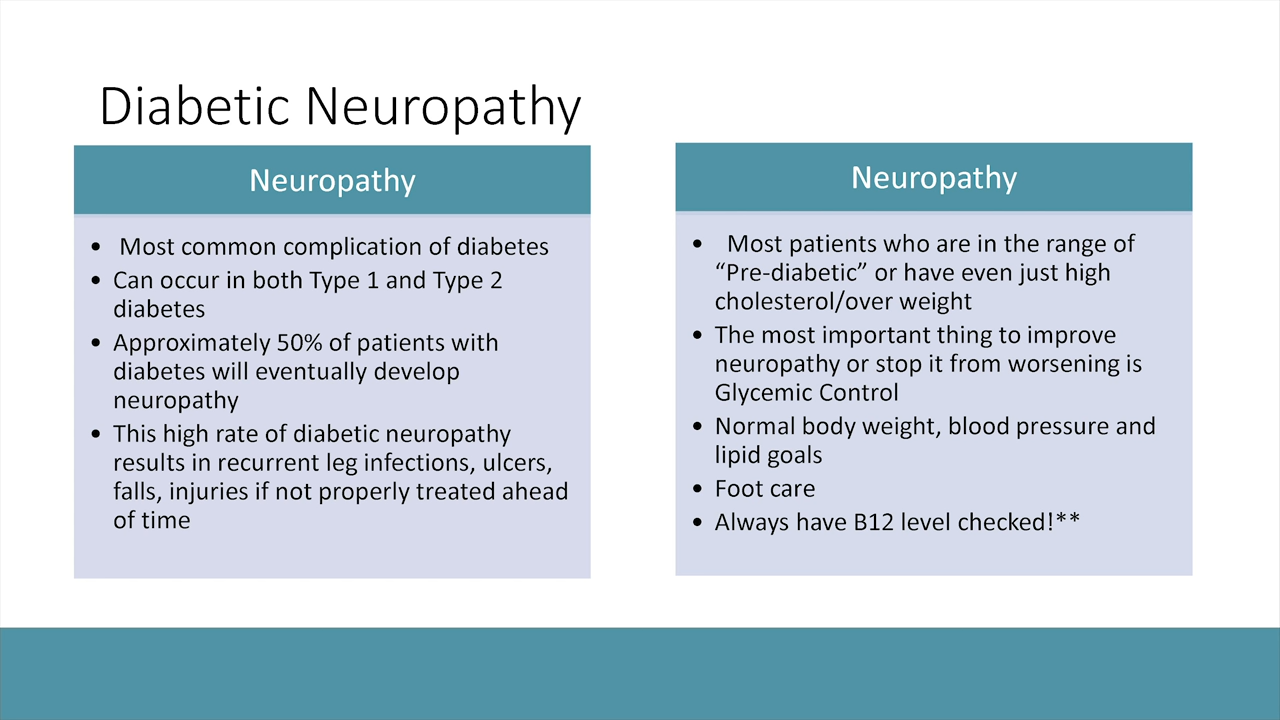 Diabetic Neuropathy
Neuropathy
• Most common complication of diabetes
• Can occur in both Type 1 and Type 2
diabetes
• Approximately 50% of patients with
diabetes will eventually develop
neuropathy
• This high rate of diabetic neuropathy
results in recurrent leg infections, ulcers,
falls, injuries if not properly treated ahead
of time
Neuropathy
• Most patients who are in the range of
“Pre-diabetic” or have even just high
cholesterol/over weight
• The most important thing to improve
neuropathy or stop it from worsening is
Glycemic Control
• Normal body weight, blood pressure and
lipid goals
• Foot care
• Always have B12 level checked!**